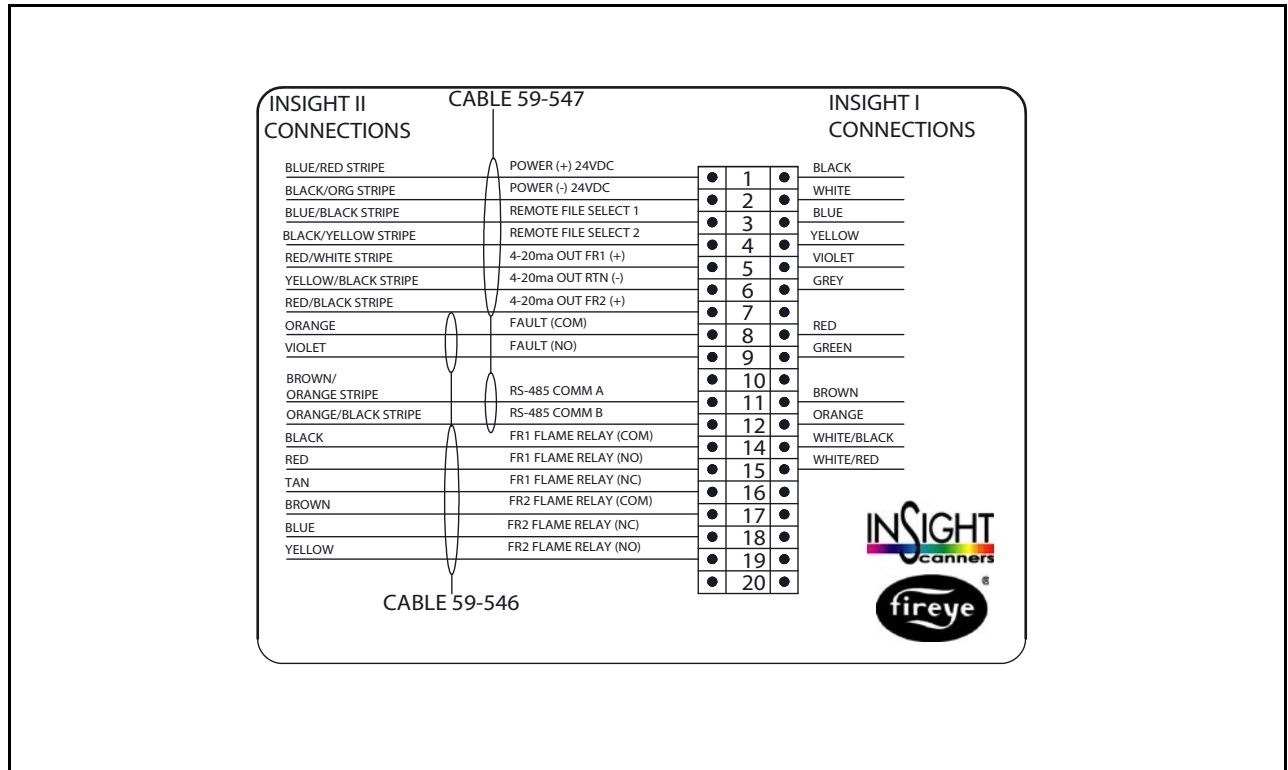 INSIGHT II
CONNECTIONS
CABLE 59-547
INSIGHT I
CONNECTIONS
BLUE/RED STRIPE POWER (+) 24VDC 1 BLACK
BLACK/ORG STRIPE POWER (-) 24VDC 2 WHITE
BLUE/BLACK STRIPE REMOTE FILE SELECT 1 3 BLUE
BLACK/YELLOW STRIPE REMOTE FILE SELECT 2 4 YELLOW
RED/WHITE STRIPE 4-20ma OUT FR1 (+) 5 VIOLET
YELLOW/BLACK STRIPE 4-20ma OUT RTN (-) 6 GREY
RED/BLACK STRIPE 4-20ma OUT FR2 (+) 7
ORANGE FAULT (COM) 8 RED
VIOLET FAULT (NO) 9 GREEN
10
BROWN/
ORANGE STRIPE RS-485 COMM A 11 BROWN
ORANGE/BLACK STRIPE RS-485 COMM B 12 ORANGE
BLACK FR1 FLAME RELAY (COM) 14 WHITE/BLACK
RED FR1 FLAME RELAY (NO) 15 WHITE/RED
TAN FR1 FLAME RELAY (NC) 16
BROWN FR2 FLAME RELAY (COM) 17
BLUE FR2 FLAME RELAY (NC) 18
YELLOW FR2 FLAME RELAY (NO) 19
20
CABLE 59-546
INSIGHT
Scanners
fireye®